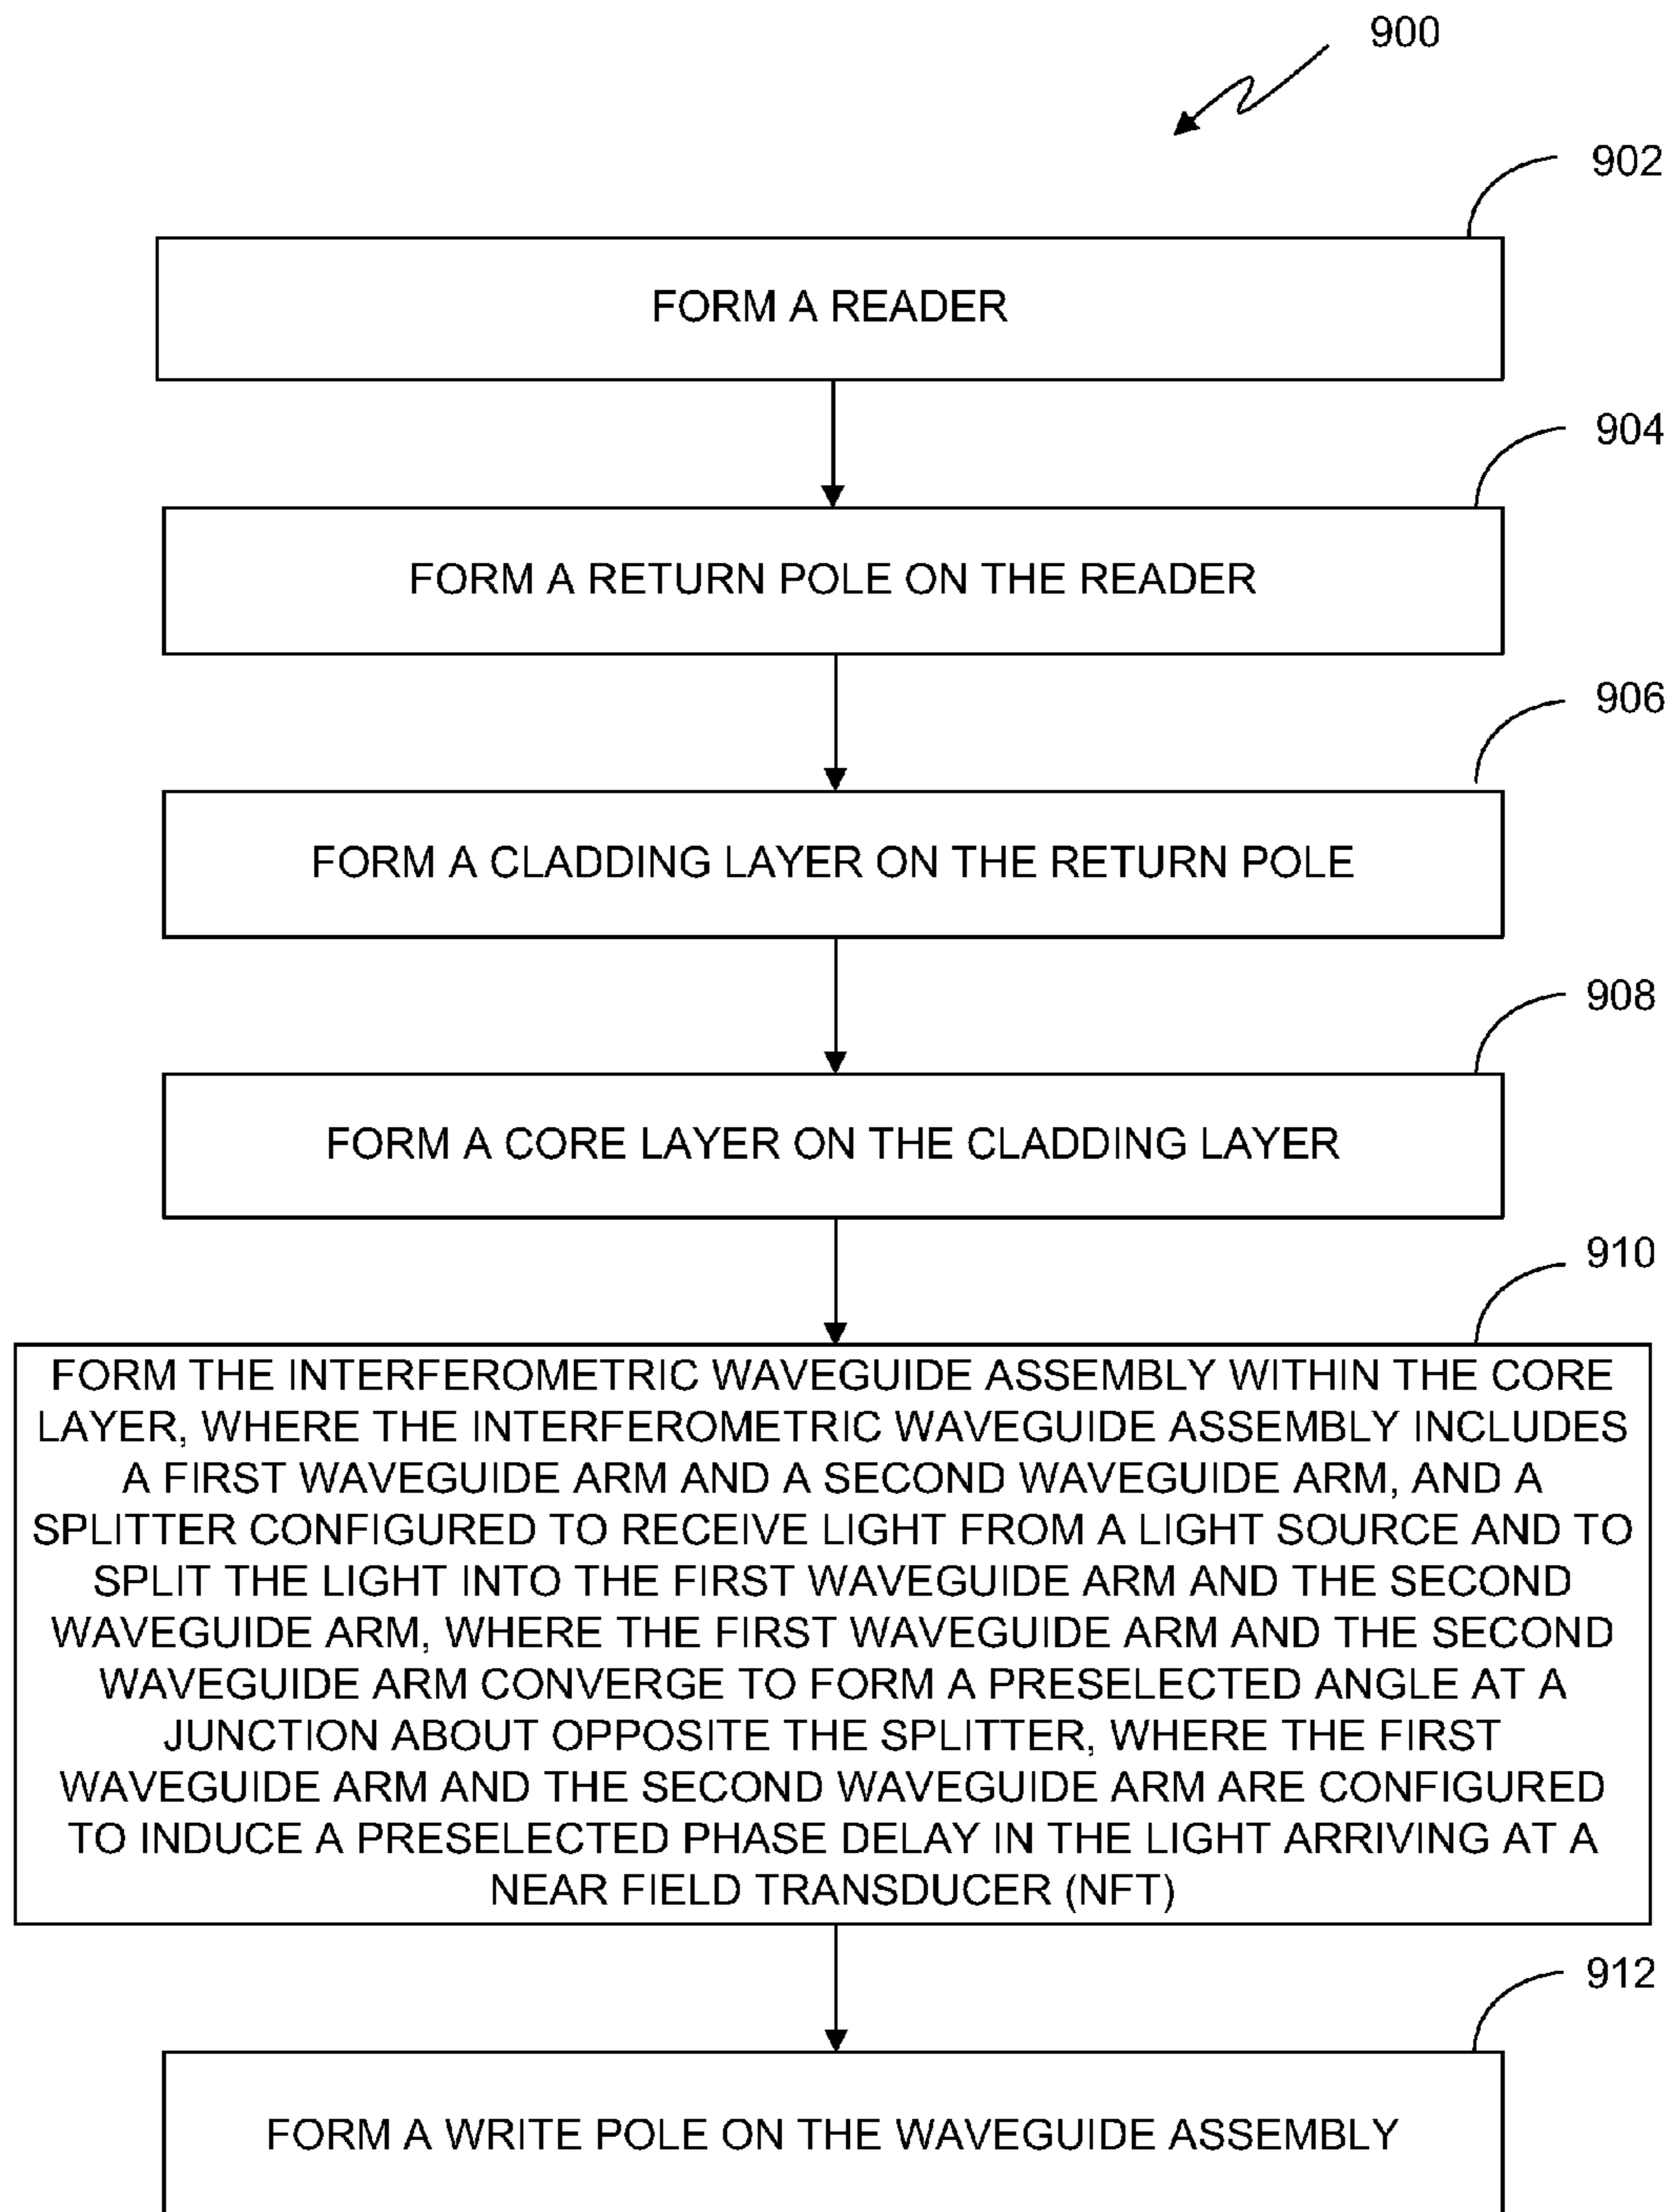 900
902
FORM A READER
904
FORM A RETURN POLE ON THE READER
906
FORM A CLADDING LAYER ON THE RETURN POLE
908
FORM A CORE LAYER ON THE CLADDING LAYER
910
FORM THE INTERFEROMETRIC WAVEGUIDE ASSEMBLY WITHIN THE CORE
LAYER, WHERE THE INTERFEROMETRIC WAVEGUIDE ASSEMBLY INCLUDES
A FIRST WAVEGUIDE ARM AND A SECOND WAVEGUIDE ARM, AND A
SPLITTER CONFIGURED TO RECEIVE LIGHT FROM A LIGHT SOURCE AND TO
SPLIT THE LIGHT INTO THE FIRST WAVEGUIDE ARM AND THE SECOND
WAVEGUIDE ARM, WHERE THE FIRST WAVEGUIDE ARM AND THE SECOND
WAVEGUIDE ARM CONVERGE TO FORM A PRESELECTED ANGLE AT A
JUNCTION ABOUT OPPOSITE THE SPLITTER, WHERE THE FIRST
WAVEGUIDE ARM AND THE SECOND WAVEGUIDE ARM ARE CONFIGURED
TO INDUCE A PRESELECTED PHASE DELAY IN THE LIGHT ARRIVING AT A
NEAR FIELD TRANSDUCER (NFT)
912
FORM A WRITE POLE ON THE WAVEGUIDE ASSEMBLY